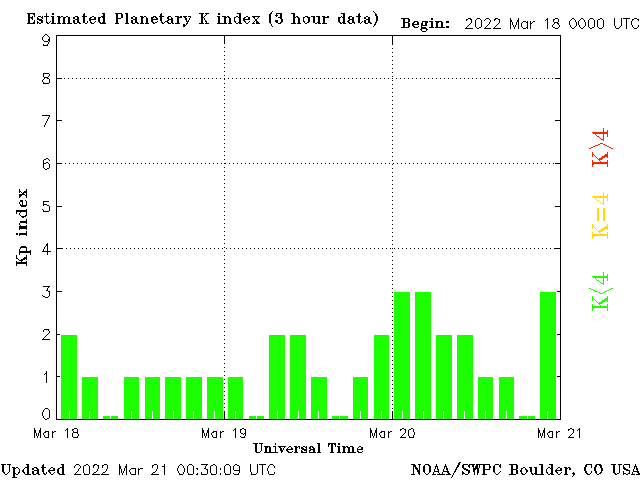 Estimated Planetary K index (3 hour data) Begin: 2022 Mar 18 0000 UTC
9
8
7
6
5
4
3
2
1
0
Kp index
K>4
K=4
K<4
Mar 18 Mar 19 Mar 20 Mar 21
Universal Time
Updated 2022 Mar 21 00:30:09 UTC NOAA/SWPC Boulder, CO USA